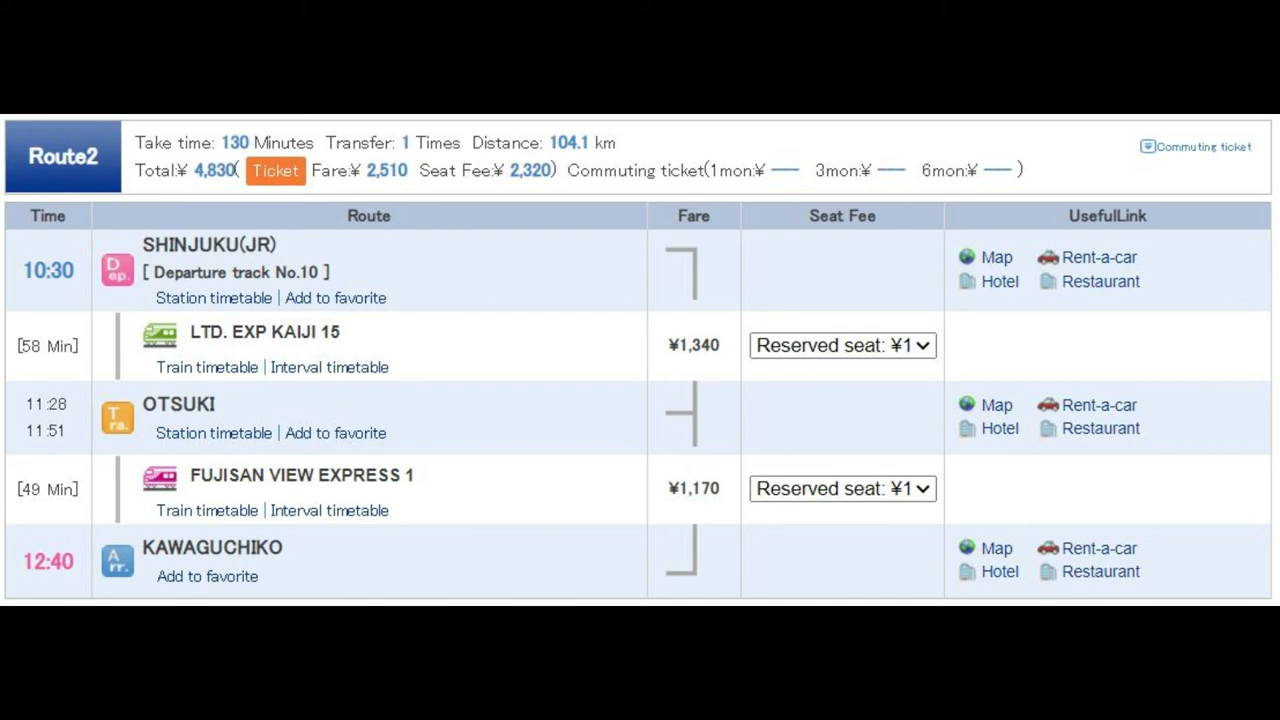 Route2
Take time: 130 Minutes Transfer: 1 Times Distance: 104.1 km
Total:¥ 4,830( Ticket Fare:¥ 2,510 Seat Fee:¥ 2,320) Commuting ticket(1mon:¥ ── 3mon:¥ ── 6mon:¥ ── )
Commuting ticket
Time Route Fare Seat Fee UsefulLink
10:30 Dep. SHINJUKU(JR)
[ Departure track No.10 ]
Station timetable | Add to favorite
Map Rent-a-car
Hotel Restaurant
[58 Min] LTD. EXP KAIJI 15 ¥1,340 Reserved seat: ¥1
Train timetable | Interval timetable
11:28
11:51
Tra. OTSUKI
Station timetable | Add to favorite
Map Rent-a-car
Hotel Restaurant
[49 Min] FUJISAN VIEW EXPRESS 1 ¥1,170 Reserved seat: ¥1
Train timetable | Interval timetable
12:40 Arr. KAWAGUCHIKO
Add to favorite
Map Rent-a-car
Hotel Restaurant